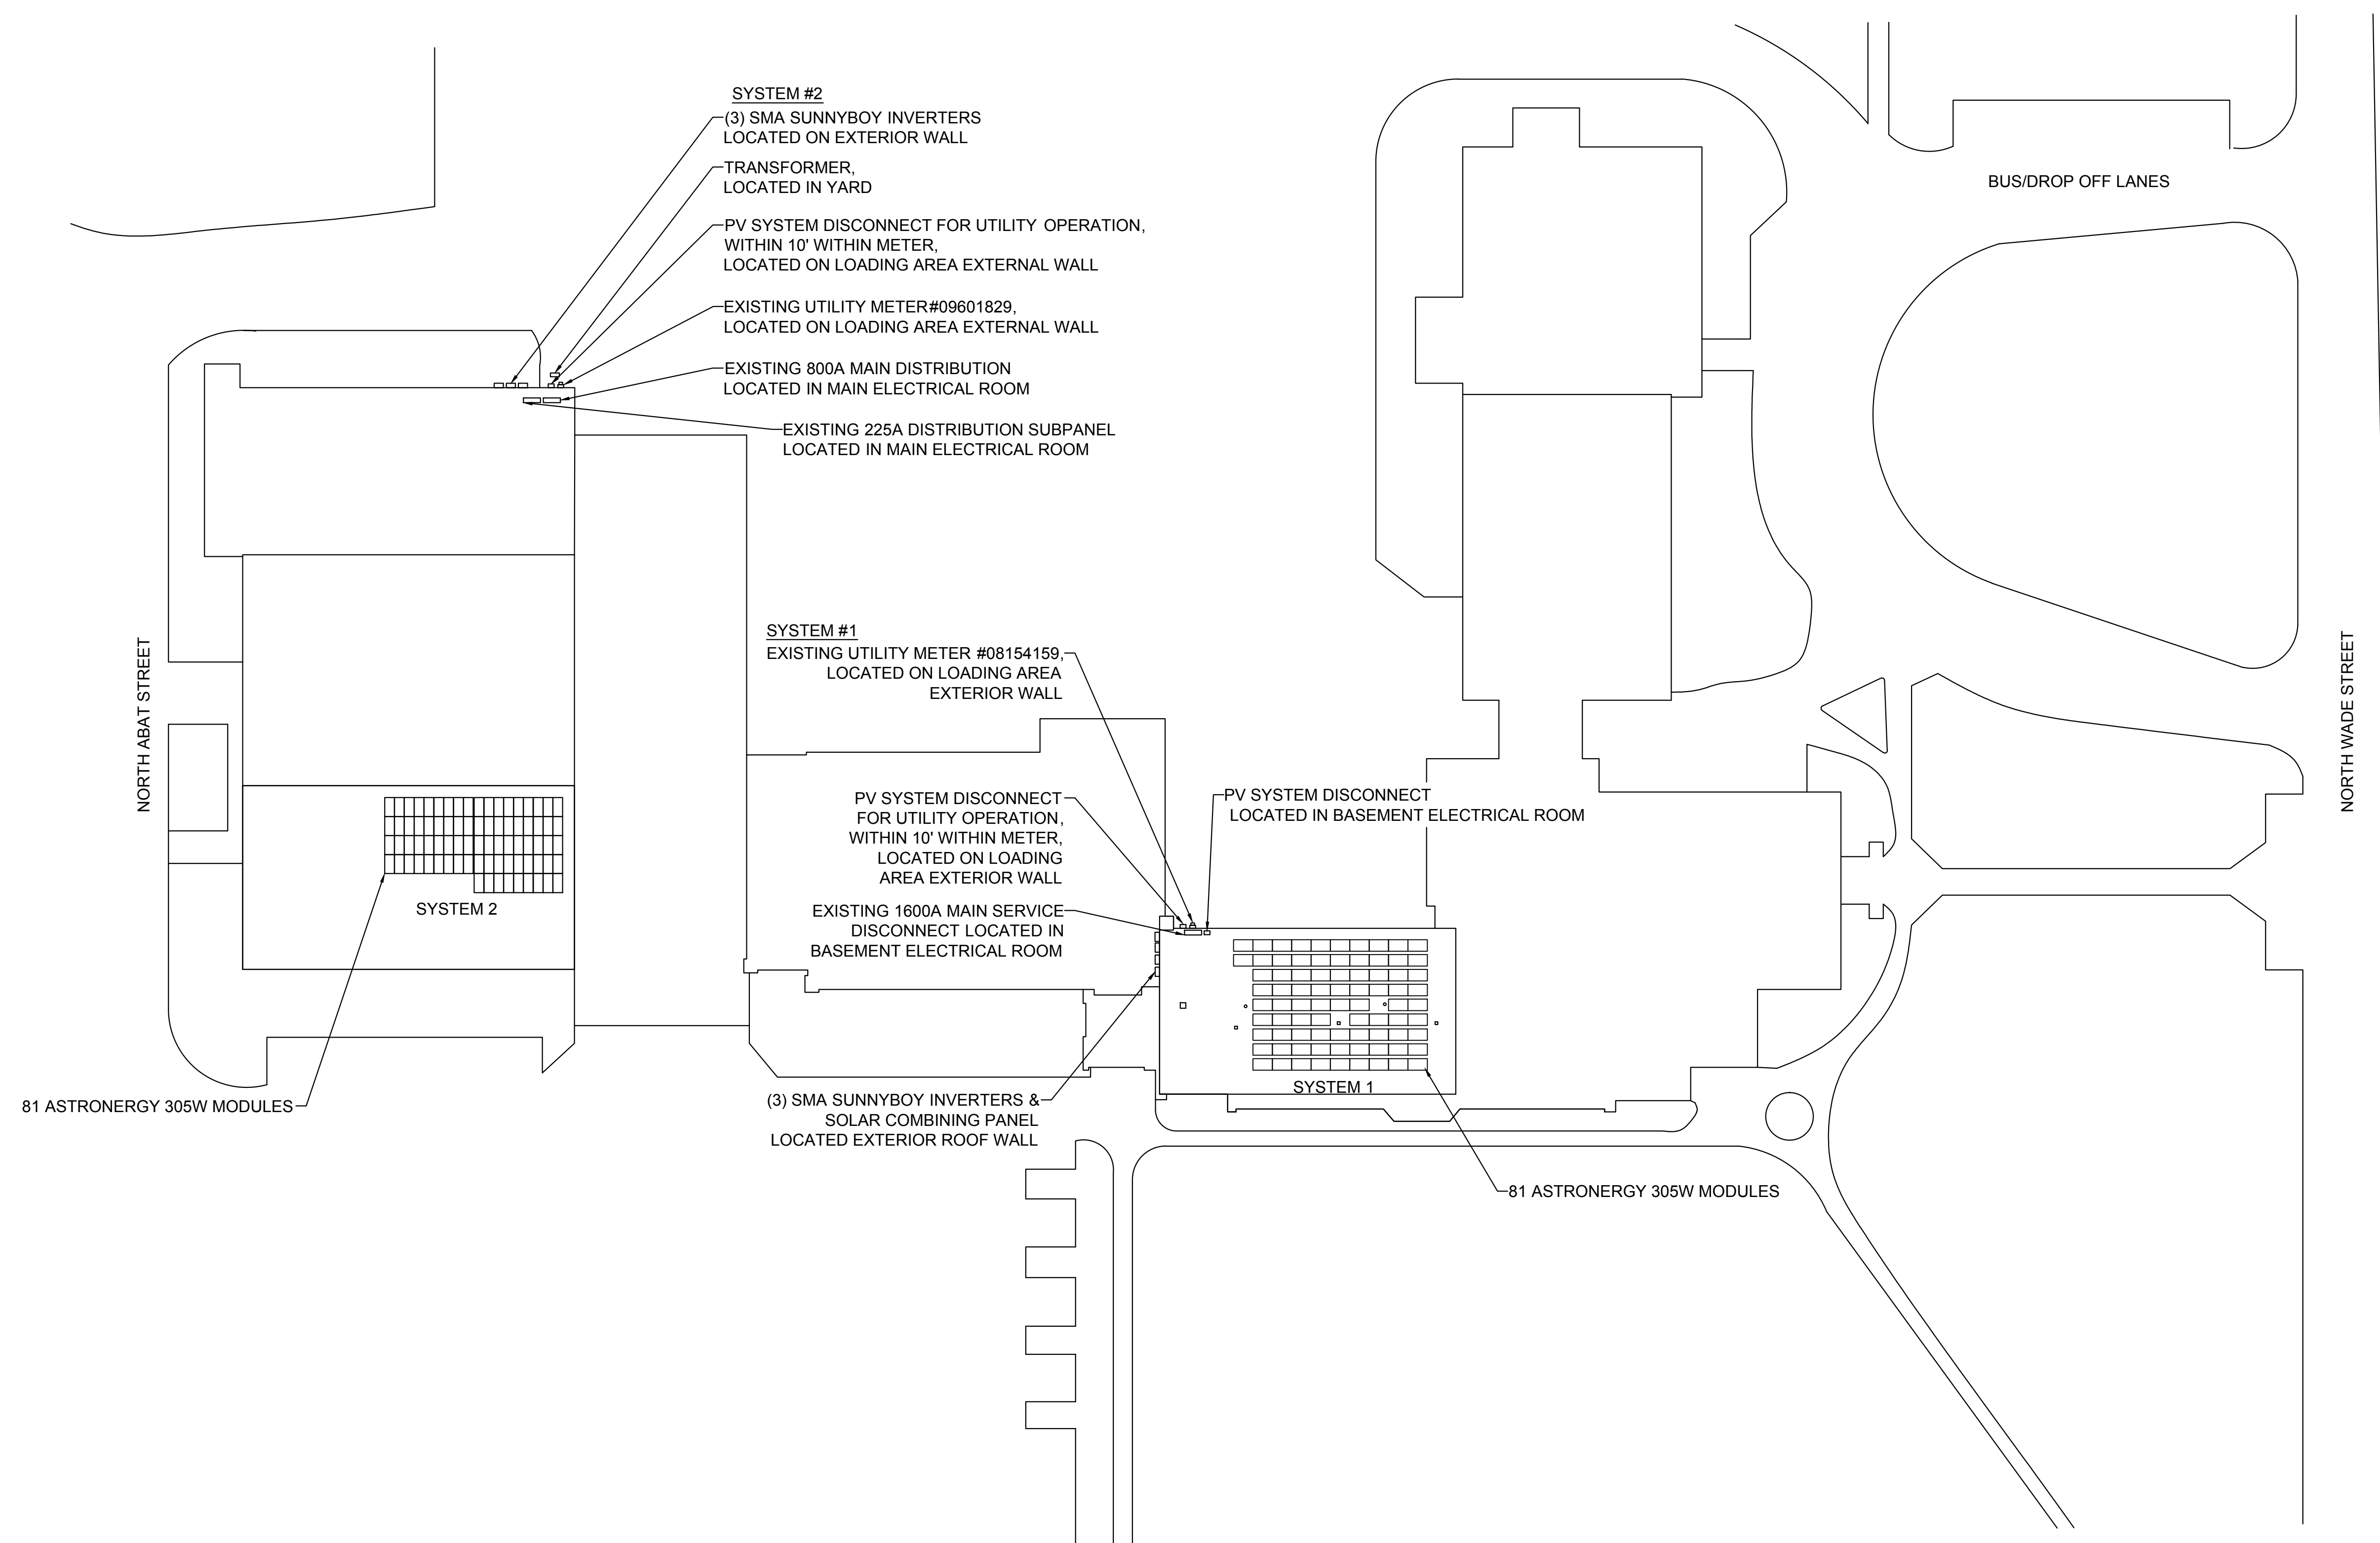 SYSTEM #2
(3) SMA SUNNYBOY INVERTERS
LOCATED ON EXTERIOR WALL
TRANSFORMER,
LOCATED IN YARD
PV SYSTEM DISCONNECT FOR UTILITY OPERATION,
WITHIN 10' WITHIN METER,
LOCATED ON LOADING AREA EXTERNAL WALL
EXISTING UTILITY METER#09601829,
LOCATED ON LOADING AREA EXTERNAL WALL
EXISTING 800A MAIN DISTRIBUTION
LOCATED IN MAIN ELECTRICAL ROOM
EXISTING 225A DISTRIBUTION SUBPANEL
LOCATED IN MAIN ELECTRICAL ROOM
BUS/DROP OFF LANES
NORTH ABAT STREET
SYSTEM #1
EXISTING UTILITY METER #08154159,
LOCATED ON LOADING AREA
EXTERIOR WALL
PV SYSTEM DISCONNECT
FOR UTILITY OPERATION,
WITHIN 10' WITHIN METER,
LOCATED ON LOADING
AREA EXTERIOR WALL
PV SYSTEM DISCONNECT
LOCATED IN BASEMENT ELECTRICAL ROOM
EXISTING 1600A MAIN SERVICE
DISCONNECT LOCATED IN
BASEMENT ELECTRICAL ROOM
NORTH WADE STREET
SYSTEM 2
SYSTEM 1
81 ASTRONERGY 305W MODULES
(3) SMA SUNNYBOY INVERTERS &
SOLAR COMBINING PANEL
LOCATED EXTERIOR ROOF WALL
81 ASTRONERGY 305W MODULES